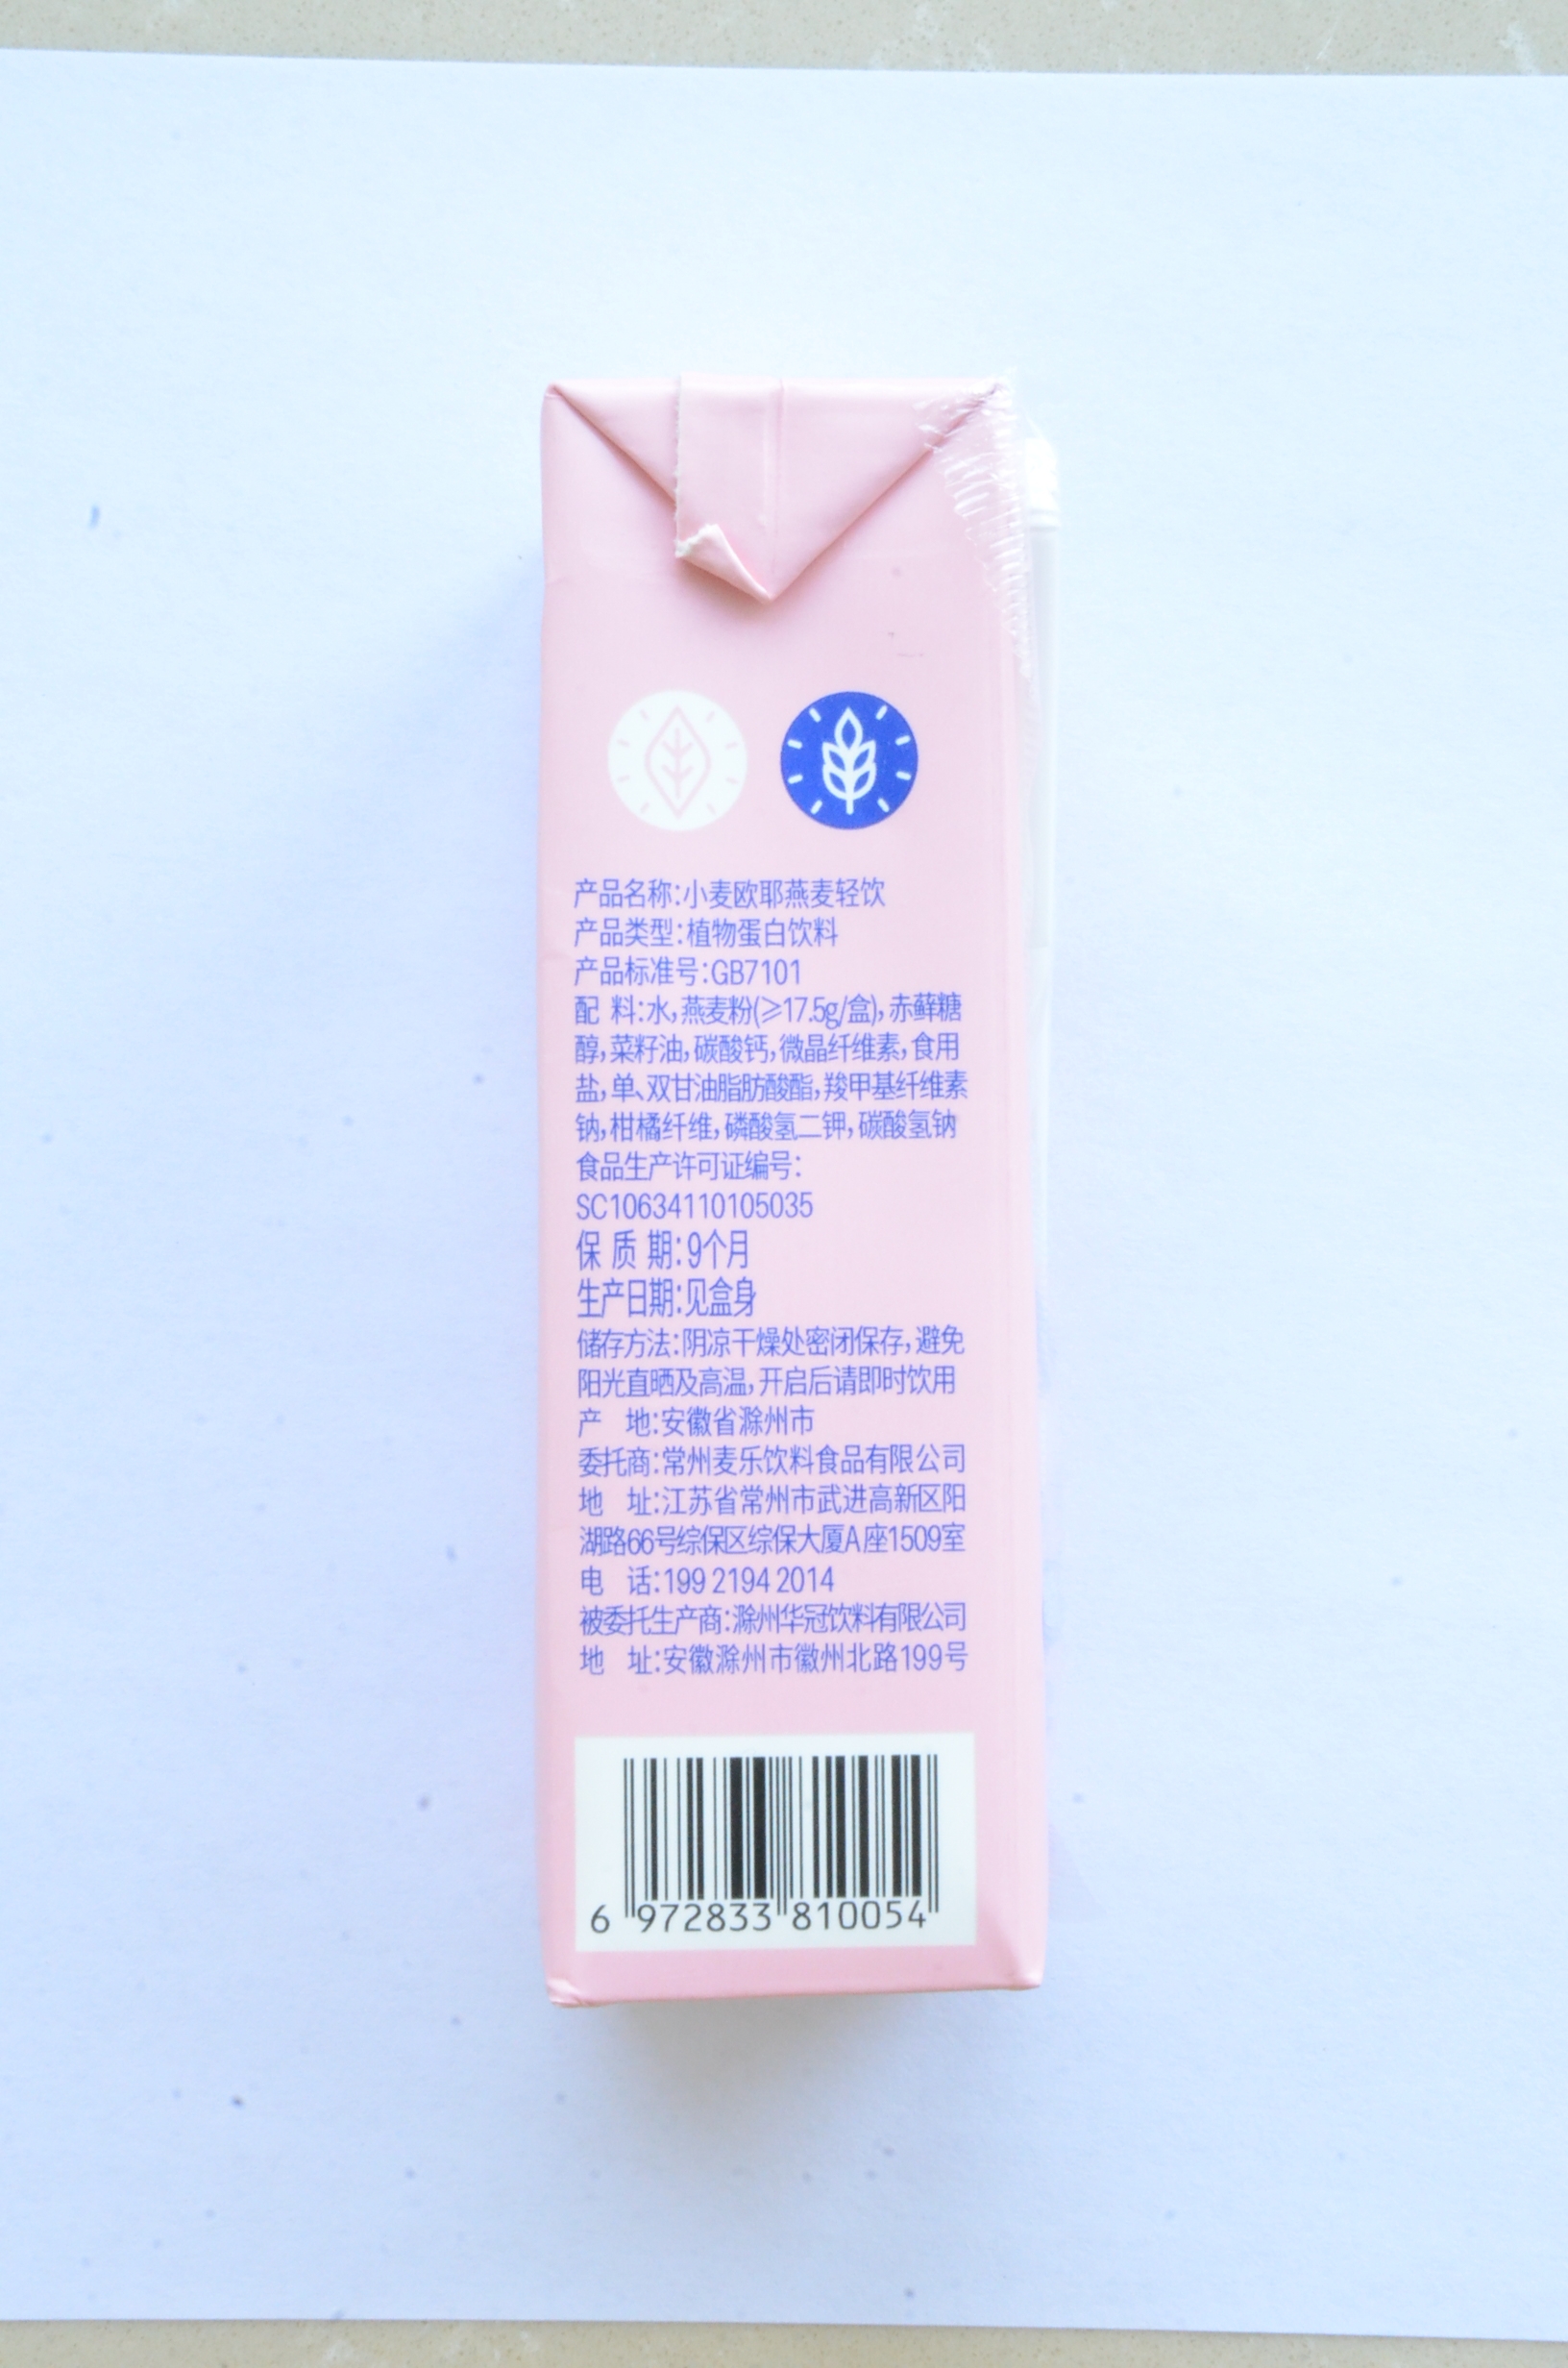 产品名称:小麦欧耶燕麦轻饮
产品类型:植物蛋白饮料
产品标准号:GB7101
配 料:水,燕麦粉(≥17.5g/盒),赤藓糖
醇,菜籽油,碳酸钙,微晶纤维素,食用
盐,单、双甘油脂肪酸酯,羧甲基纤维素
钠,柑橘纤维,磷酸氢二钾,碳酸氢钠
食品生产许可证编号:
SC10634110105035
保 质 期:9个月
生产日期:见盒身
储存方法:阴凉干燥处密闭保存,避免
阳光直晒及高温,开启后请即时饮用
产 地:安徽省滁州市
委托商:常州麦乐饮料食品有限公司
地 址:江苏省常州市武进高新区阳
湖路66号综保区综保大厦A座1509室
电 话:199 2194 2014
被委托生产商:滁州华冠饮料有限公司
地 址:安徽滁州市徽州北路199号
6 972833 810054